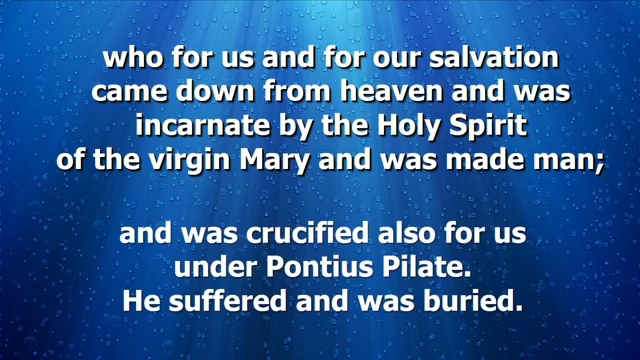 who for us and for our salvation
came down from heaven and was
incarnate by the Holy Spirit
of the virgin Mary and was made man;
and was crucified also for us
under Pontius Pilate.
He suffered and was buried.